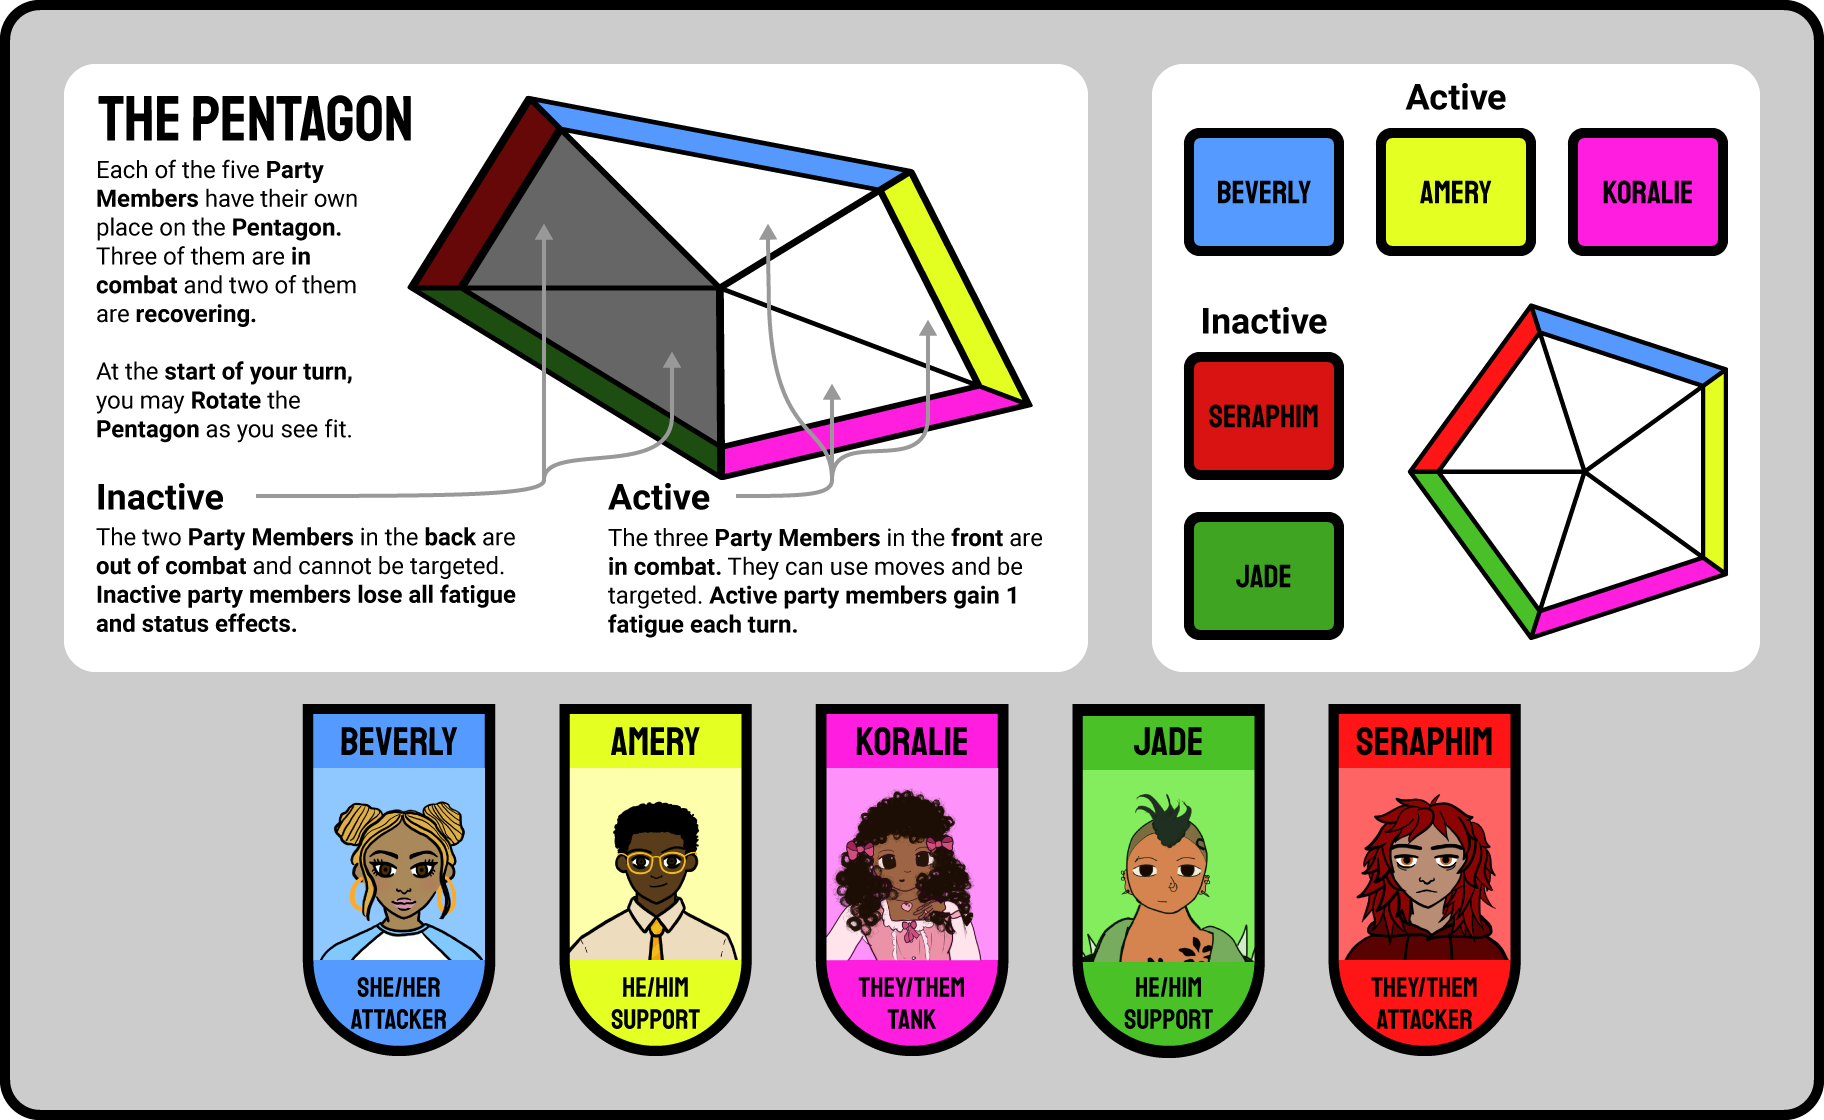 THE PENTAGON
Each of the five Party
Members have their own
place on the Pentagon.
Three of them are in
combat and two of them
are recovering.
At the start of your turn,
you may Rotate the
Pentagon as you see fit.
Inactive
The two Party Members in the back are
out of combat and cannot be targeted.
Inactive party members lose all fatigue
and status effects.
Active
The three Party Members in the front are
in combat. They can use moves and be
targeted. Active party members gain 1
fatigue each turn.
Active
BEVERLY
AMERY
KORALIE
Inactive
SERAPHIM
JADE
BEVERLY
SHE/HER
ATTACKER
AMERY
HE/HIM
SUPPORT
KORALIE
THEY/THEM
TANK
JADE
HE/HIM
SUPPORT
SERAPHIM
THEY/THEM
ATTACKER